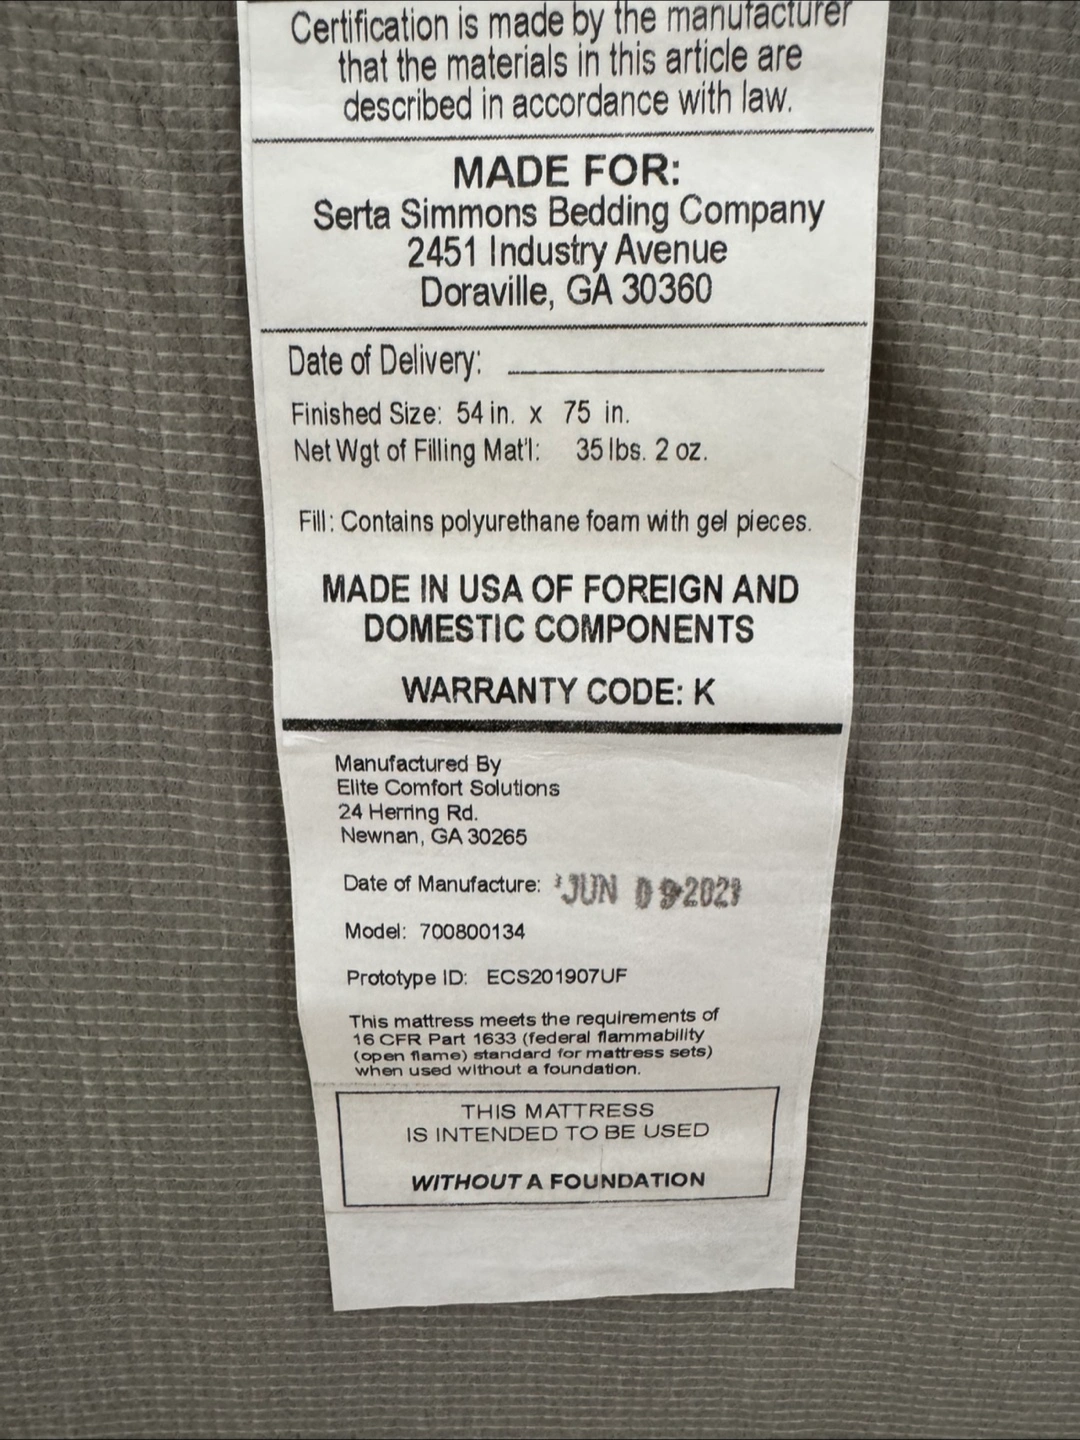 Certification is made by the manufacturer
that the materials in this article are
described in accordance with law.
MADE FOR:
Serta Simmons Bedding Company
2451 Industry Avenue
Doraville, GA 30360
Date of Delivery:
Finished Size: 54 in. x 75 in.
Net Wgt of Filling Mat'l: 35 lbs. 2 oz.
Fill: Contains polyurethane foam with gel pieces.
MADE IN USA OF FOREIGN AND
DOMESTIC COMPONENTS
WARRANTY CODE: K
Manufactured By
Elite Comfort Solutions
24 Herring Rd.
Newnan, GA 30265
Date of Manufacture: JUN 09
Model: 700800134
Prototype ID: ECS201907UF
This mattress meets the requirements of
16 CFR Part 1633 (federal flammability
(open flame) standard for mattress sets)
when used without a foundation.
THIS MATTRESS
IS INTENDED TO BE USED
WITHOUT A FOUNDATION